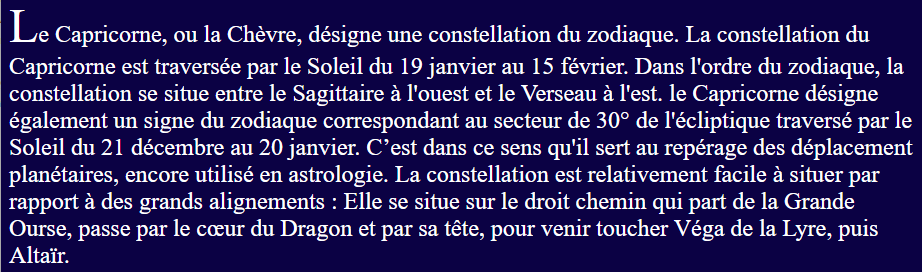 Le Capricorne, ou la Chèvre, désigne une constellation du zodiaque. La constellation du
Capricorne est traversée par le Soleil du 19 janvier au 15 février. Dans l'ordre du zodiaque, la
constellation se situe entre le Sagittaire à l'ouest et le Verseau à l'est. le Capricorne désigne
également un signe du zodiaque correspondant au secteur de 30° de l'écliptique traversé par le
Soleil du 21 décembre au 20 janvier. C’est dans ce sens qu'il sert au repérage des déplacement
planétaires, encore utilisé en astrologie. La constellation est relativement facile à situer par
rapport à des grands alignements : Elle se situe sur le droit chemin qui part de la Grande
Ourse, passe par le cœur du Dragon et par sa tête, pour venir toucher Véga de la Lyre, puis
Altaïr.